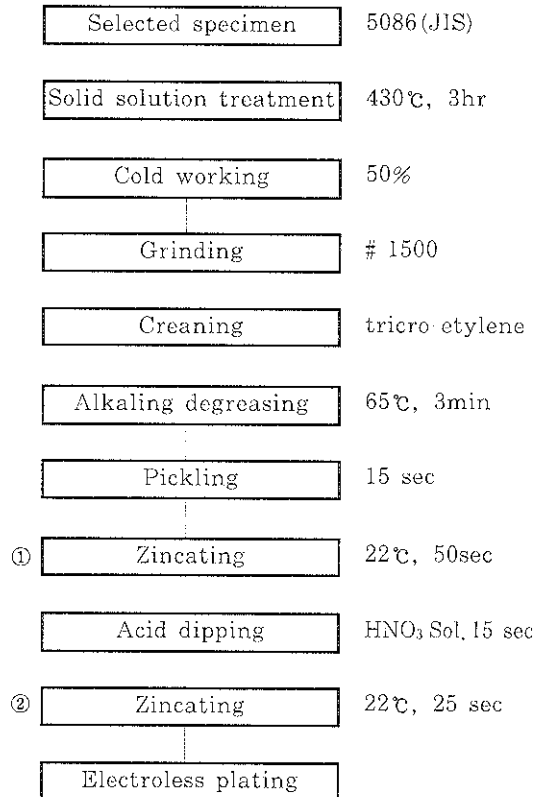 Selected specimen 5086(JIS)
Solid solution treatment 430℃, 3hr
Cold working 50%
Grinding # 1500
Creaning tricro etylene
Alkaling degreasing 65℃, 3min
Pickling 15 sec
① Zincating 22℃, 50sec
Acid dipping HNO₃ Sol, 15 sec
② Zincating 22℃, 25 sec
Electroless plating